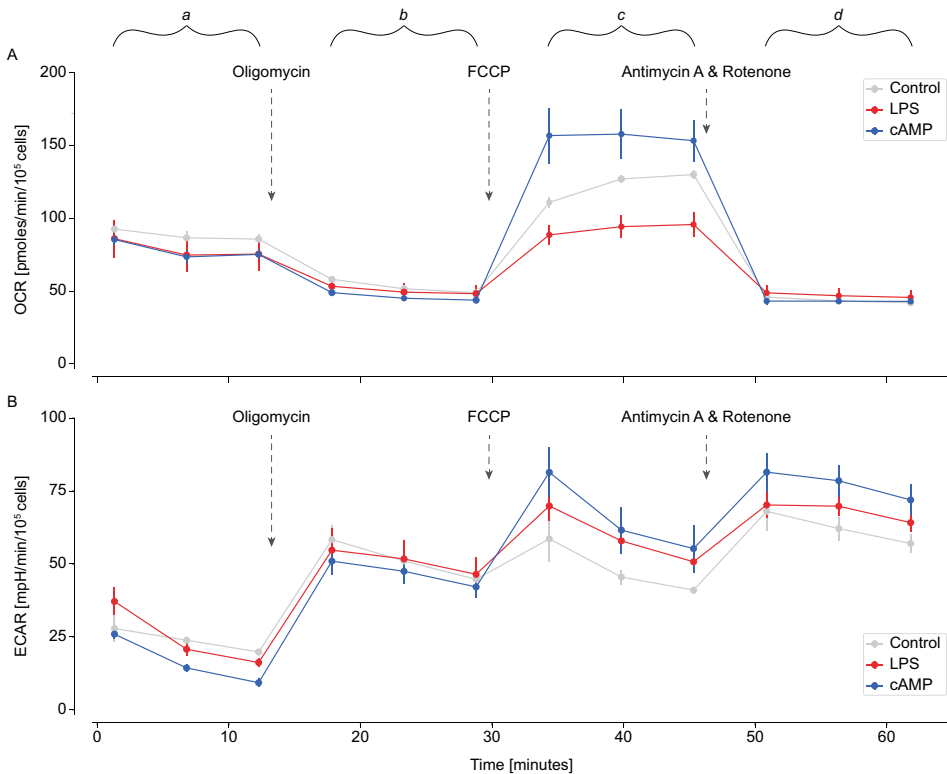 a b c d
A
Oligomycin FCCP Antimycin A & Rotenone
200
150
100
50
0
OCR [pmoles/min/10⁵ cells]
Control
LPS
cAMP
B
Oligomycin FCCP Antimycin A & Rotenone
100
75
50
25
0
ECAR [mpH/min/10⁵ cells]
Control
LPS
cAMP
0 10 20 30 40 50 60
Time [minutes]